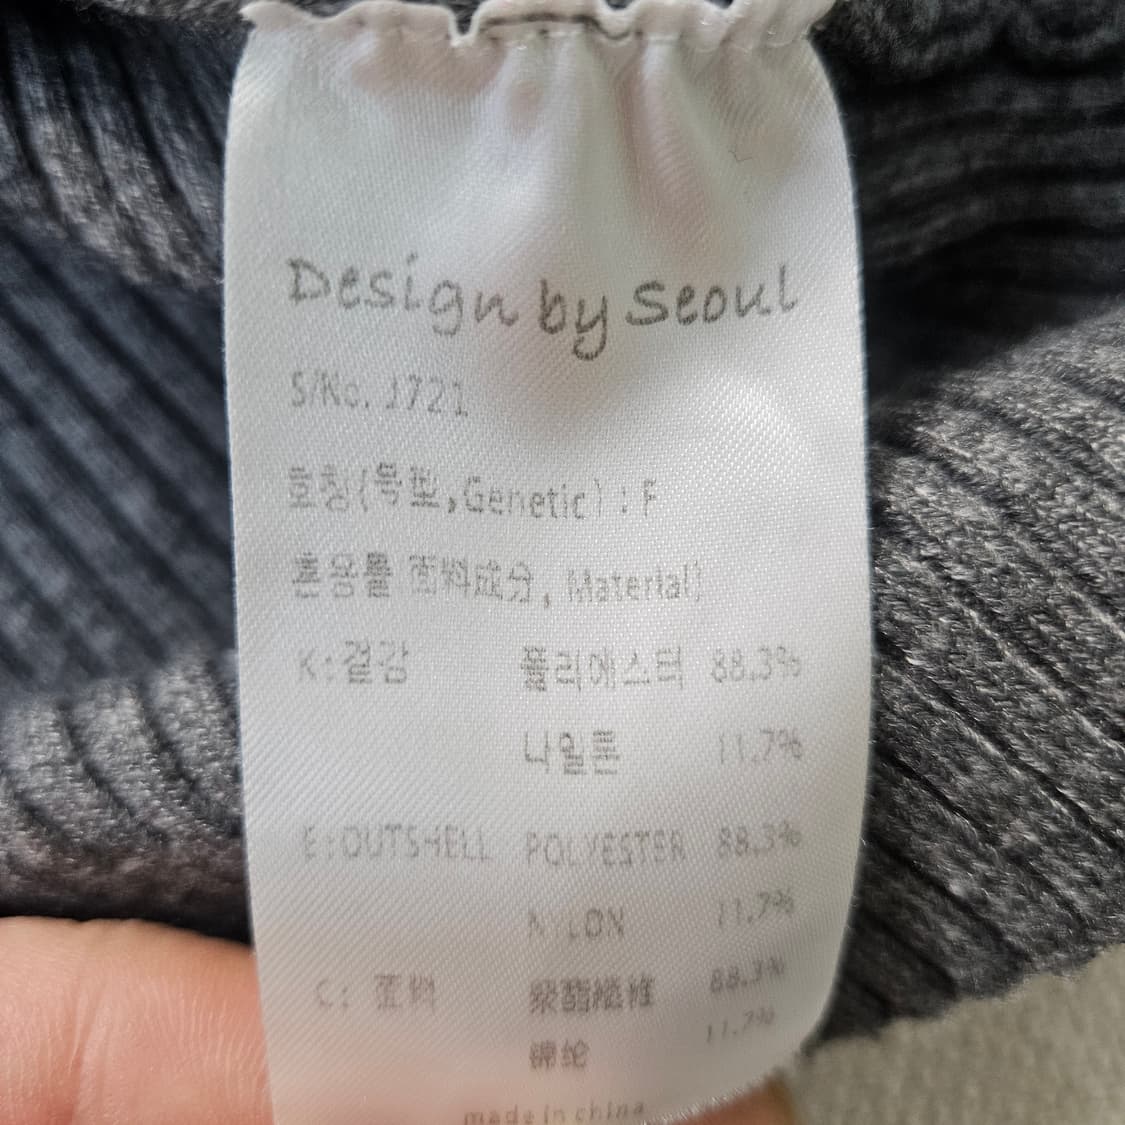 Design by Seoul
S/No. J721
호칭(号型,Genetic) : F
혼용률 面料成分, Material)
K:겉감 폴리에스터 88.3%
나일론 11.7%
E:OUTSHELL POLYESTER 88.3%
NYLON 11.7%
C: 面料 聚酯纖維 88.3%
锦纶 11.7%
made in china